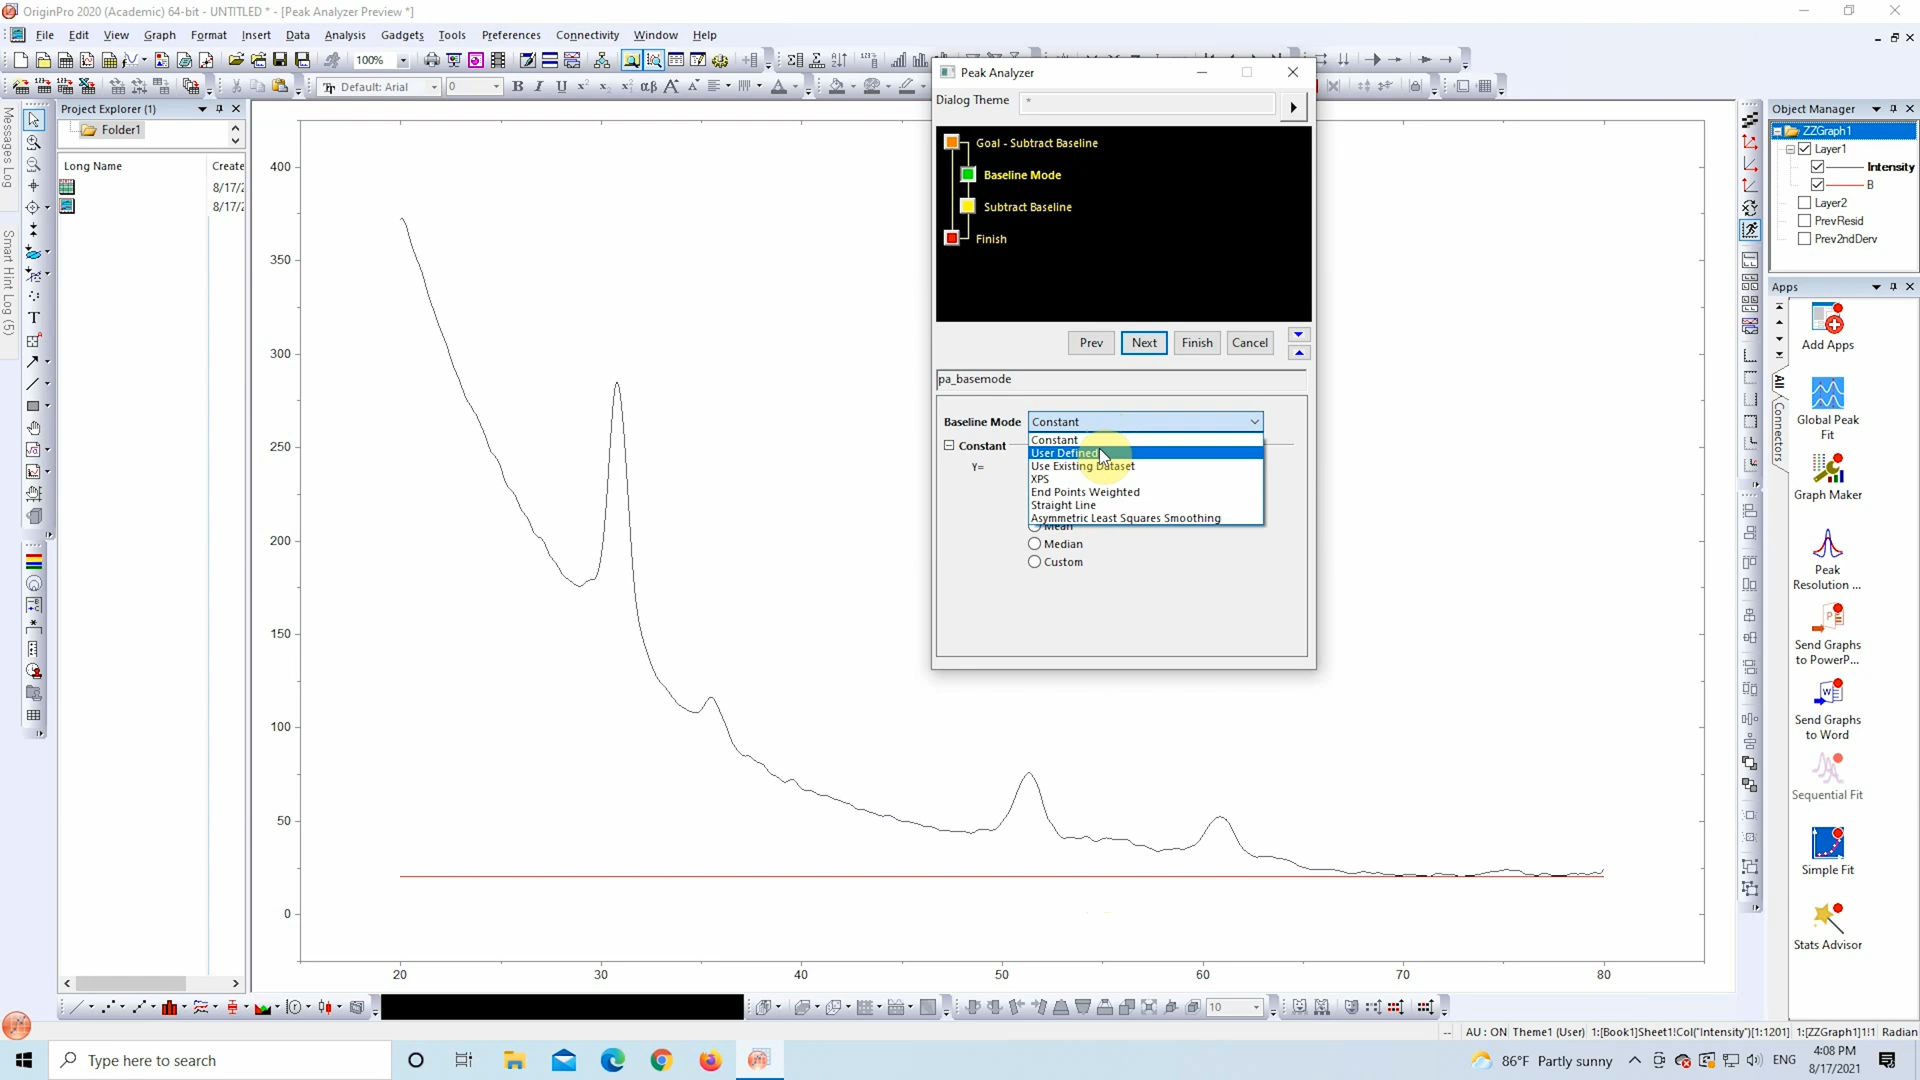 OriginPro 2020 (Academic) 64-bit - UNTITLED * - [Peak Analyzer Preview *]
File Edit View Graph Format Insert Data Analysis Gadgets Tools Preferences Connectivity Window Help
100%
Default: Arial 0 B I U
Messages Log
Smart Hint Log (5)
Project Explorer (1)
Folder1
Long Name Create
8/17/2
8/17/2
400
350
300
250
200
150
100
50
0
20 30 40 50 60 70 80
Peak Analyzer
Dialog Theme *
Goal - Subtract Baseline
Baseline Mode
Subtract Baseline
Finish
Prev Next Finish Cancel
pa_basemode
Baseline Mode Constant
Constant
Y=
Constant
User Defined
Use Existing Dataset
XPS
End Points Weighted
Straight Line
Asymmetric Least Squares Smoothing
Mean
Median
Custom
Object Manager
ZZGraph1
Layer1
Intensity
B
Layer2
PrevResid
Prev2ndDerv
Apps
All
Connectors
Add Apps
Global Peak
Fit
Graph Maker
Peak
Resolution ...
Send Graphs
to PowerP...
Send Graphs
to Word
Sequential Fit
Simple Fit
Stats Advisor
10
-- AU : ON Theme1 (User) 1:[Book1]Sheet1!Col("Intensity")[1:1201] 1:[ZZGraph1]1!1 Radian
Type here to search
86°F Partly sunny ENG
4:08 PM
8/17/2021